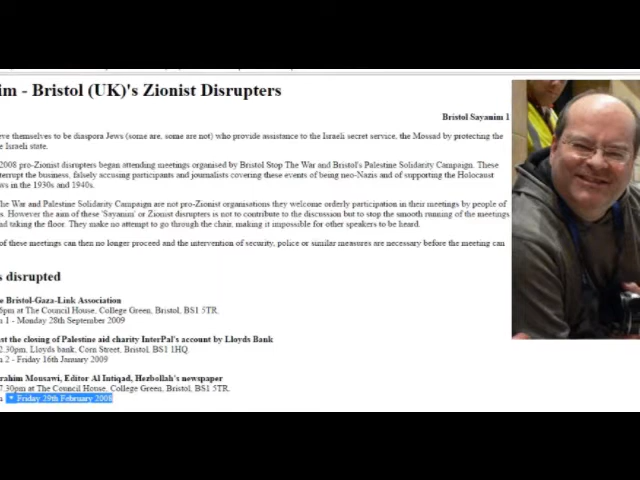 im - Bristol (UK)'s Zionist Disrupters
Bristol Sayanim 1
eve themselves to be diaspora Jews (some are, some are not) who provide assistance to the Israeli secret service, the Mossad by protecting the
e Israeli state.
2008 pro-Zionist disrupters began attending meetings organised by Bristol Stop The War and Bristol's Palestine Solidarity Campaign. These
terrupt the business, falsely accusing participants and journalists covering these events of being neo-Nazis and of supporting the Holocaust
ws in the 1930s and 1940s.
he War and Palestine Solidarity Campaign are not pro-Zionist organisations they welcome orderly participation in their meetings by people of
s. However the aim of these 'Sayanim' or Zionist disrupters is not to contribute to the discussion but to stop the smooth running of the meetings
nd taking the floor. They make no attempt to go through the chair, making it impossible for other speakers to be heard.
of these meetings can then no longer proceed and the intervention of security, police or similar measures are necessary before the meeting can
s disrupted
e Bristol-Gaza-Link Association
6pm at The Council House, College Green, Bristol, BS1 5TR.
n 1 - Monday 28th September 2009
st the closing of Palestine aid charity InterPal's account by Lloyds Bank
2.30pm, Lloyds bank, Corn Street, Bristol, BS1 1HQ
n 2 - Friday 16th January 2009
rahim Mousawi, Editor Al Intiqad, Hezbollah's newspaper
7.30pm at The Council House, College Green, Bristol, BS1 5TR.
Friday 29th February 2008